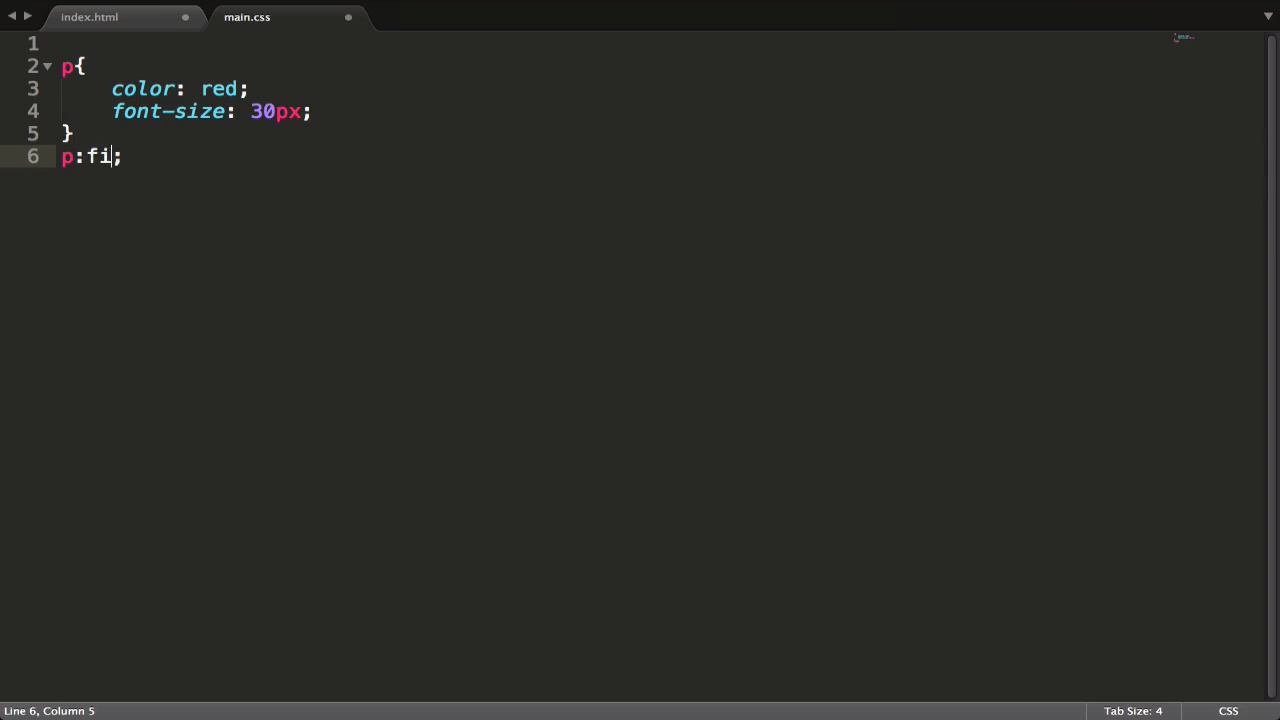 index.html
main.css
1
2 p{
3 color: red;
4 font-size: 30px;
5 }
6 p:fi;
Line 6, Column 5
Tab Size: 4
CSS